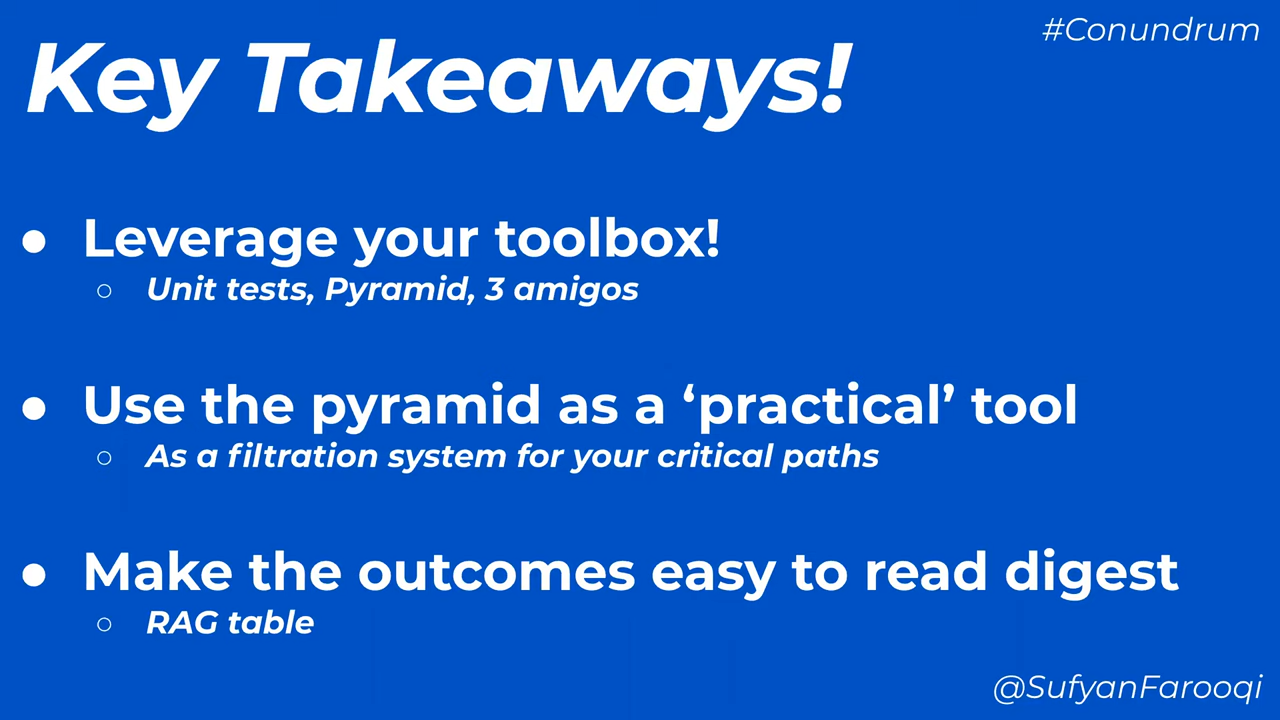 #Conundrum
Key Takeaways!
● Leverage your toolbox!
○ Unit tests, Pyramid, 3 amigos
● Use the pyramid as a ‘practical’ tool
○ As a filtration system for your critical paths
● Make the outcomes easy to read digest
○ RAG table
@SufyanFarooqi